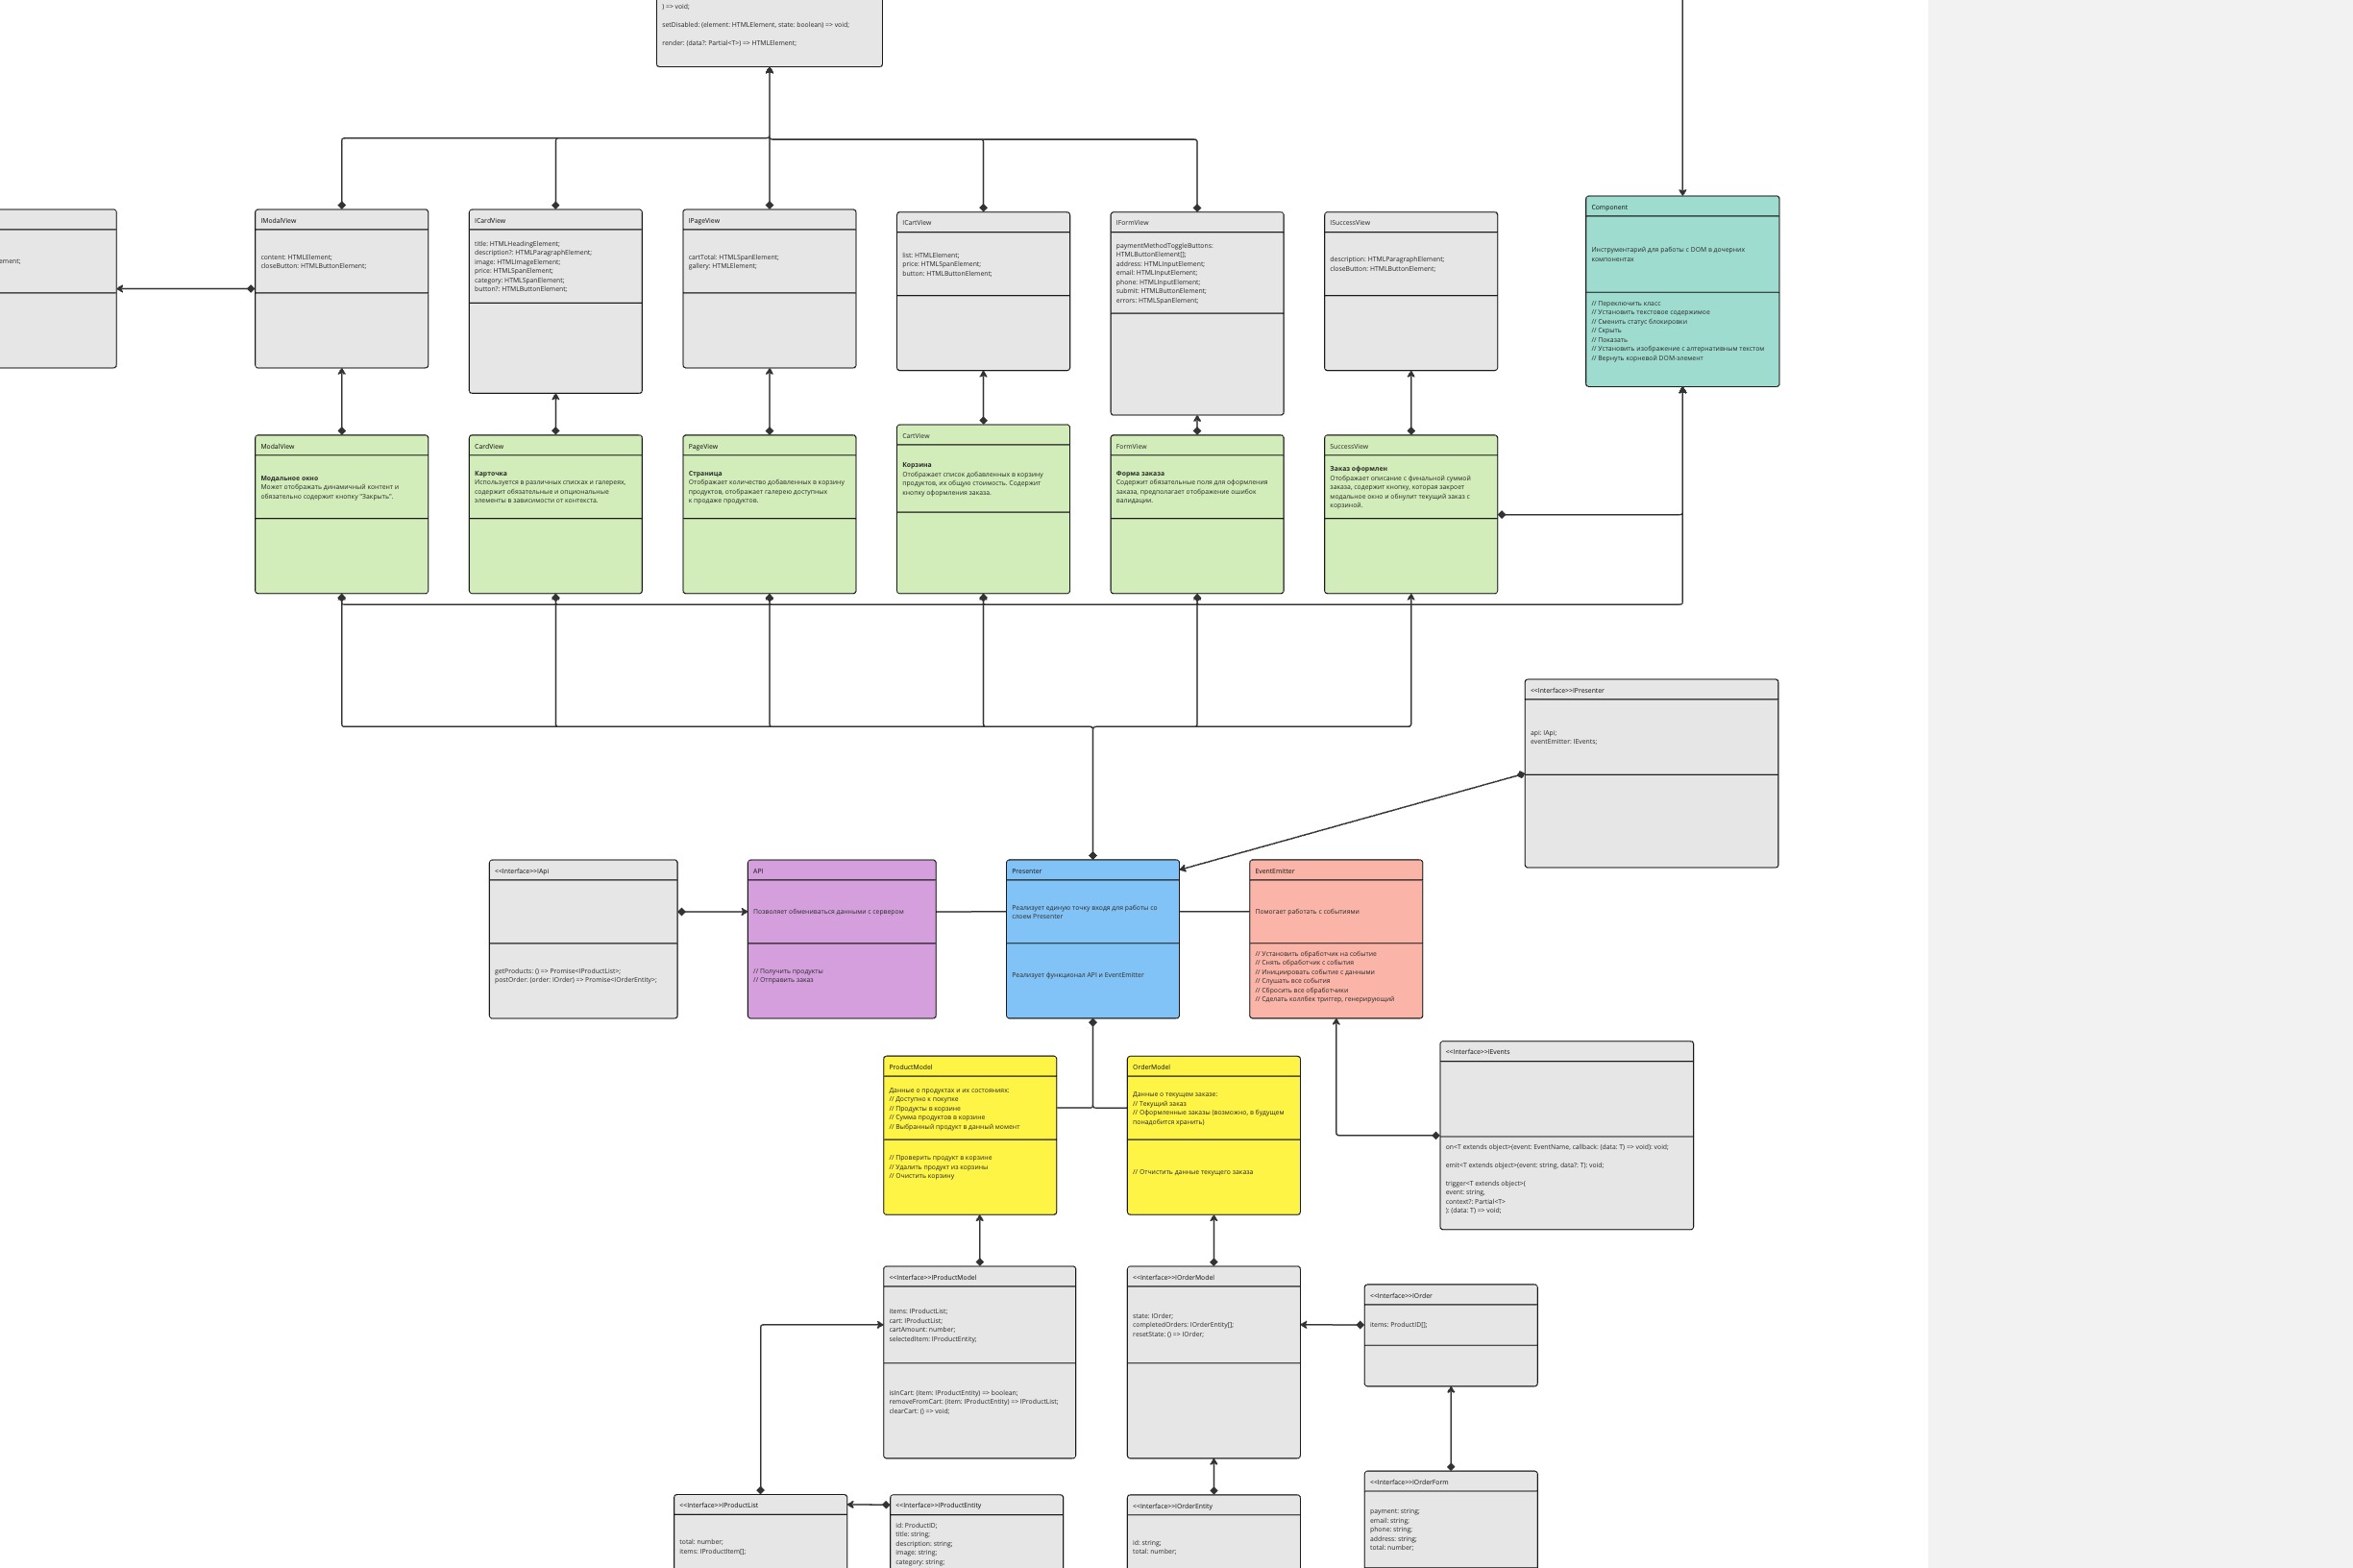 ) => void;
setDisabled: (element: HTMLElement, state: boolean) => void;
render: (data?: Partial<T>) => HTMLElement;
ement;
IModalView
content: HTMLElement;
closeButton: HTMLButtonElement;
ICardView
title: HTMLHeadingElement;
description?: HTMLParagraphElement;
image: HTMLImageElement;
price: HTMLSpanElement;
category: HTMLSpanElement;
button?: HTMLButtonElement;
IPageView
cartTotal: HTMLSpanElement;
gallery: HTMLElement;
ICartView
list: HTMLElement;
price: HTMLSpanElement;
button: HTMLButtonElement;
IFormView
paymentMethodToggleButtons:
HTMLButtonElement[];
address: HTMLInputElement;
email: HTMLInputElement;
phone: HTMLInputElement;
submit: HTMLButtonElement;
errors: HTMLSpanElement;
ISuccessView
description: HTMLParagraphElement;
closeButton: HTMLButtonElement;
Component
Инструментарий для работы с DOM в дочерних
компонентах
// Переключить класс
// Установить текстовое содержимое
// Сменить статус блокировки
// Скрыть
// Показать
// Установить изображение с алтернативным текстом
// Вернуть корневой DOM-элемент
ModalView
Модальное окно
Может отображать динамичный контент и
обязательно содержит кнопку "Закрыть".
CardView
Карточка
Используется в различных списках и галереях,
содержит обязательные и опциональные
элементы в зависимости от контекста.
PageView
Страница
Отображает количество добавленных в корзину
продуктов, отображает галерею доступных
к продаже продуктов.
CartView
Корзина
Отображает список добавленных в корзину
продуктов, их общую стоимость. Содержит
кнопку оформления заказа.
FormView
Форма заказа
Содержит обязательные поля для оформления
заказа, предполагает отображение ошибок
валидации.
SuccessView
Заказ оформлен
Отображает описание с финальной суммой
заказа, содержит кнопку, которая закроет
модальное окно и обнулит текущий заказ с
корзиной.
<<Interface>>IPresenter
api: IApi;
eventEmitter: IEvents;
<<Interface>>IApi
getProducts: () => Promise<IProductList>;
postOrder: (order: IOrder) => Promise<IOrderEntity>;
API
Позволяет обмениваться данными с сервером
// Получить продукты
// Отправить заказ
Presenter
Реализует единую точку входя для работы со
слоем Presenter
Реализует функционал API и EventEmitter
EventEmitter
Помогает работать с событиями
// Установить обработчик на событие
// Снять обработчик с события
// Инициировать событие с данными
// Слушать все события
// Сбросить все обработчики
// Сделать коллбек триггер, генерирующий
<<Interface>>IEvents
on<T extends object>(event: EventName, callback: (data: T) => void): void;
emit<T extends object>(event: string, data?: T): void;
trigger<T extends object>(
event: string,
context?: Partial<T>
): (data: T) => void;
ProductModel
Данные о продуктах и их состояниях:
// Доступно к покупке
// Продукты в корзине
// Сумма продуктов в корзине
// Выбранный продукт в данный момент
// Проверить продукт в корзине
// Удалить продукт из корзины
// Очистить корзину
OrderModel
Данные о текущем заказе:
// Текущий заказ
// Оформленные заказы (возможно, в будущем
понадобится хранить)
// Отчистить данные текущего заказа
<<Interface>>IProductModel
items: IProductList;
cart: IProductList;
cartAmount: number;
selectedItem: IProductEntity;
isInCart: (item: IProductEntity) => boolean;
removeFromCart: (item: IProductEntity) => IProductList;
clearCart: () => void;
<<Interface>>IOrderModel
state: IOrder;
completedOrders: IOrderEntity[];
resetState: () => IOrder;
<<Interface>>IOrder
items: ProductID[];
<<Interface>>IOrderForm
payment: string;
email: string;
phone: string;
address: string;
total: number;
<<Interface>>IProductList
total: number;
items: IProductItem[];
<<Interface>>IProductEntity
id: ProductID;
title: string;
description: string;
image: string;
category: string;
<<Interface>>IOrderEntity
id: string;
total: number;